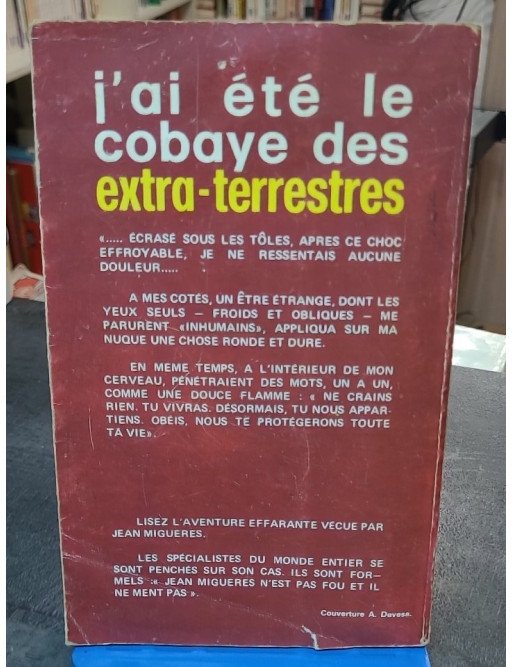 j'ai été le
cobaye des
extra-terrestres
«..... ÉCRASÉ SOUS LES TÔLES, APRES CE CHOC
EFFROYABLE, JE NE RESSENTAIS AUCUNE
DOULEUR.....
A MES COTÉS, UN ÊTRE ÉTRANGE, DONT LES
YEUX SEULS – FROIDS ET OBLIQUES – ME
PARURENT «INHUMAINS», APPLIQUA SUR MA
NUQUE UNE CHOSE RONDE ET DURE.
EN MEME TEMPS, A L'INTÉRIEUR DE MON
CERVEAU, PÉNÉTRAIENT DES MOTS, UN A UN,
COMME UNE DOUCE FLAMME : « NE CRAINS
RIEN. TU VIVRAS. DÉSORMAIS, TU NOUS APPAR-
TIENS. OBÉIS, NOUS TE PROTÉGERONS TOUTE
TA VIE».
LISEZ L'AVENTURE EFFARANTE VÉCUE PAR
JEAN MIGUERES.
LES SPÉCIALISTES DU MONDE ENTIER SE
SONT PENCHÉS SUR SON CAS. ILS SONT FOR-
MELS :« JEAN MIGUERES N'EST PAS FOU ET IL
NE MENT PAS ».
Couverture A. Devesa.